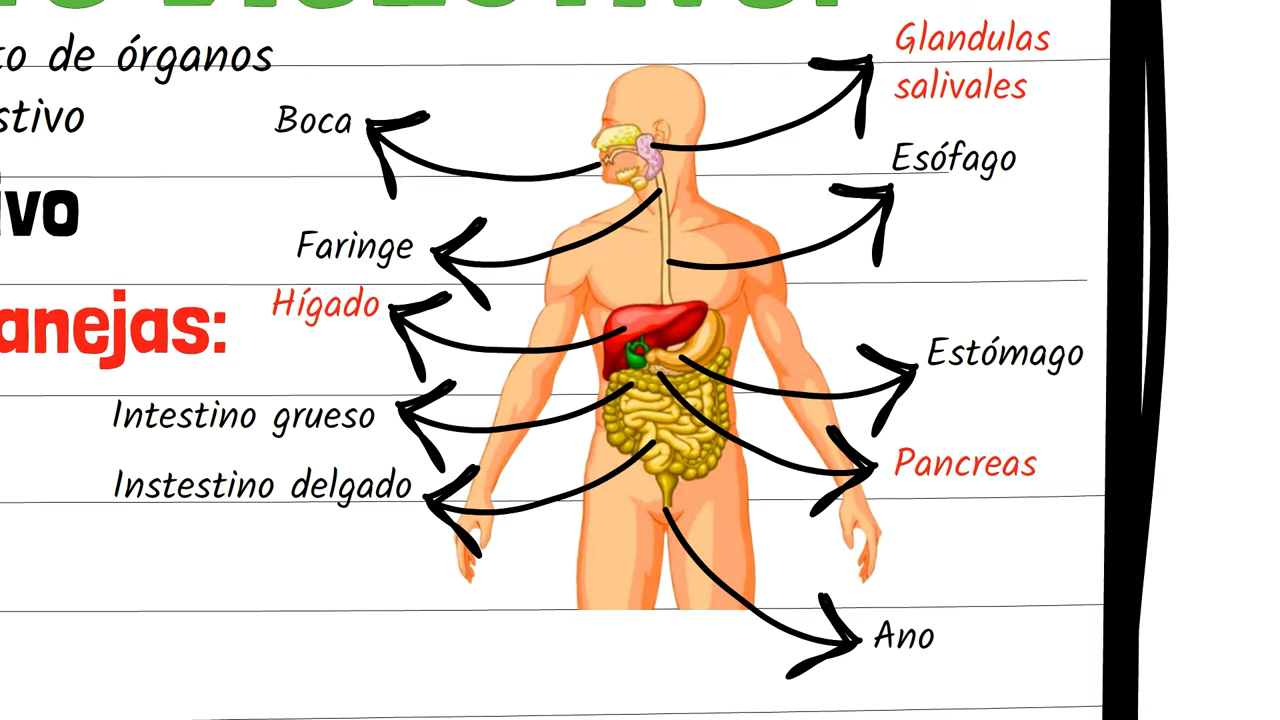 to de órganos
stivo
ivo
anejas:
Boca
Faringe
Hígado
Intestino grueso
Instestino delgado
Glandulas
salivales
Esófago
Estómago
Pancreas
Ano